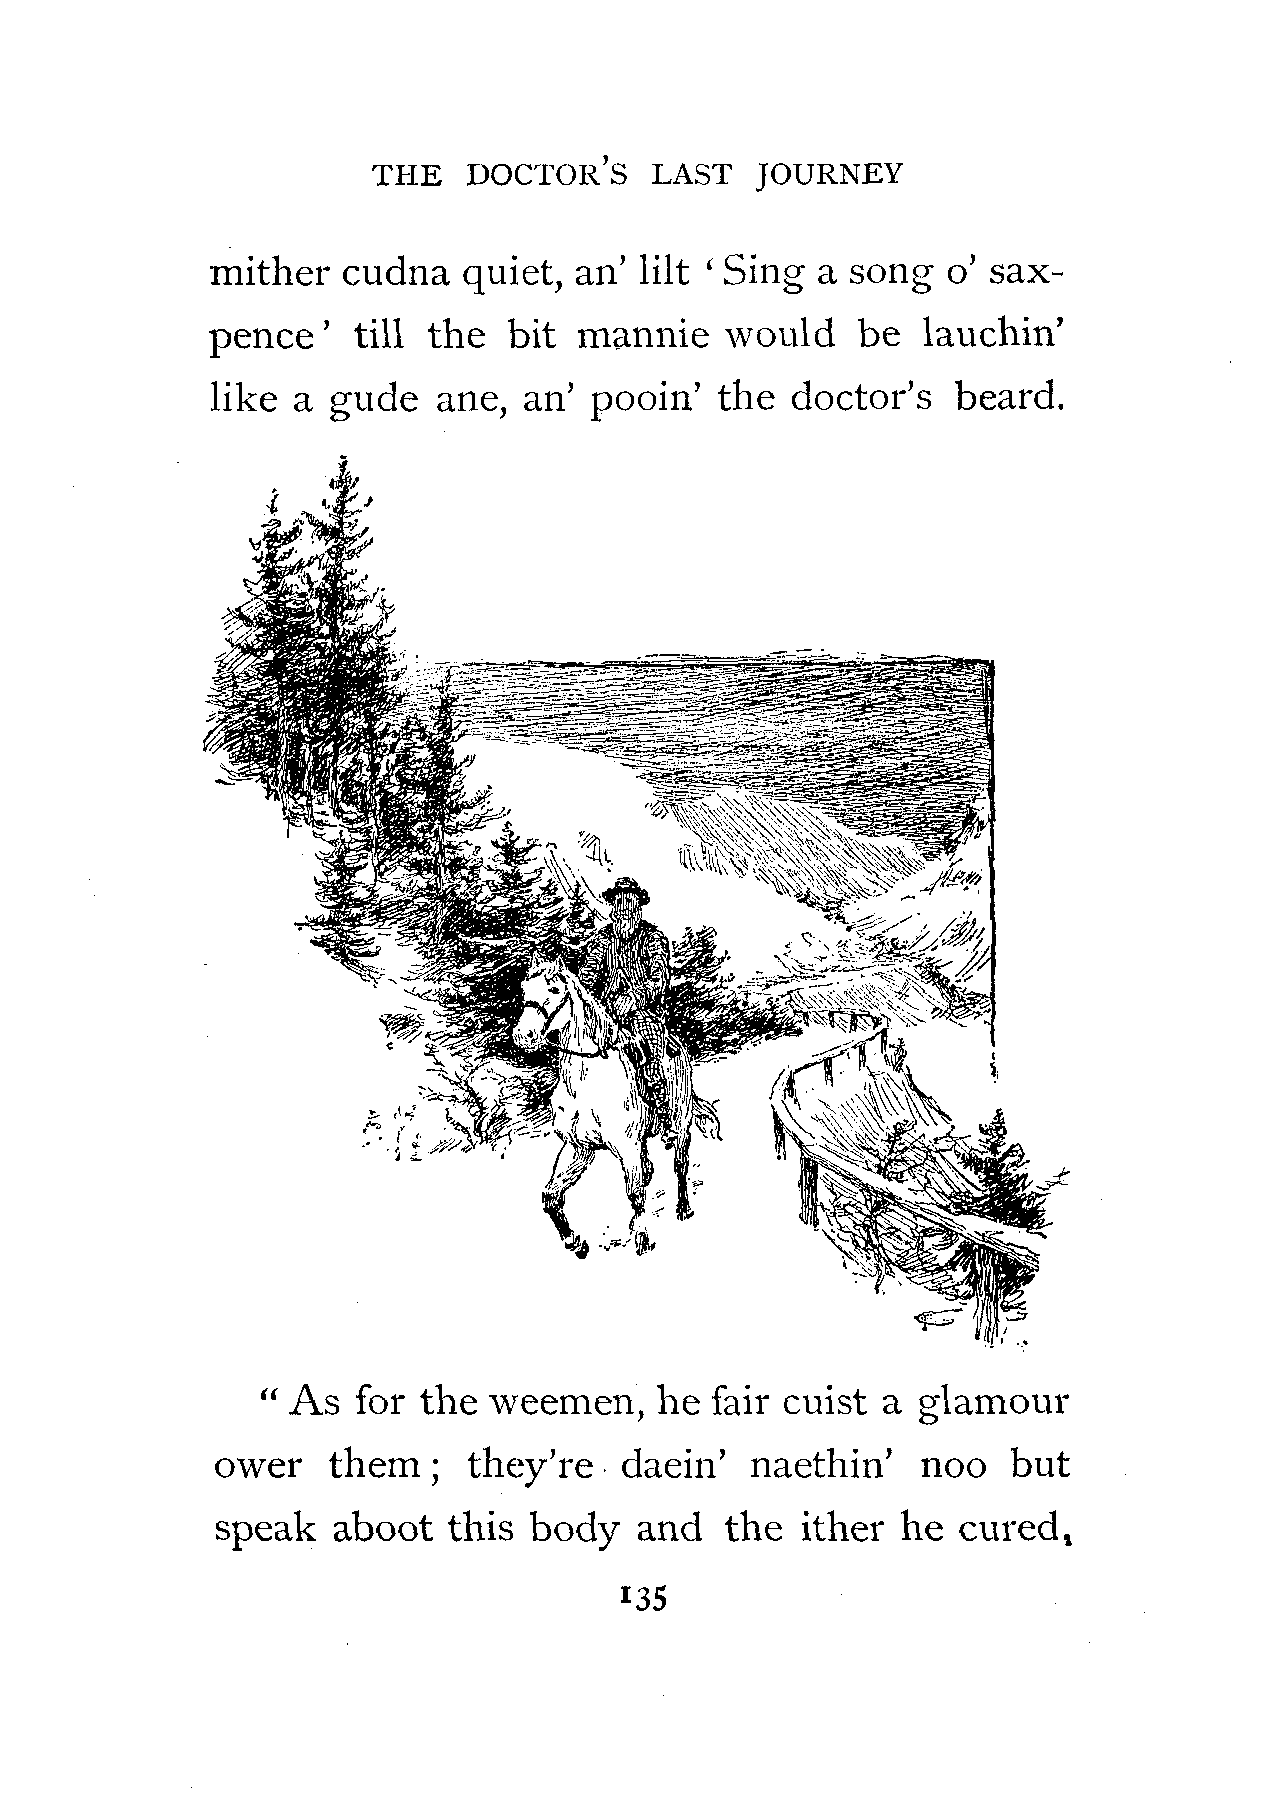 THE DOCTOR'S LAST JOURNEY
mither cudna quiet, an' lilt ‘ Sing a song o' sax-
pence ’ till the bit mannie would be lauchin'
like a gude ane, an' pooin' the doctor's beard.
“ As for the weemen, he fair cuist a glamour
ower them ; they're daein' naethin' noo but
speak aboot this body and the ither he cured,
135